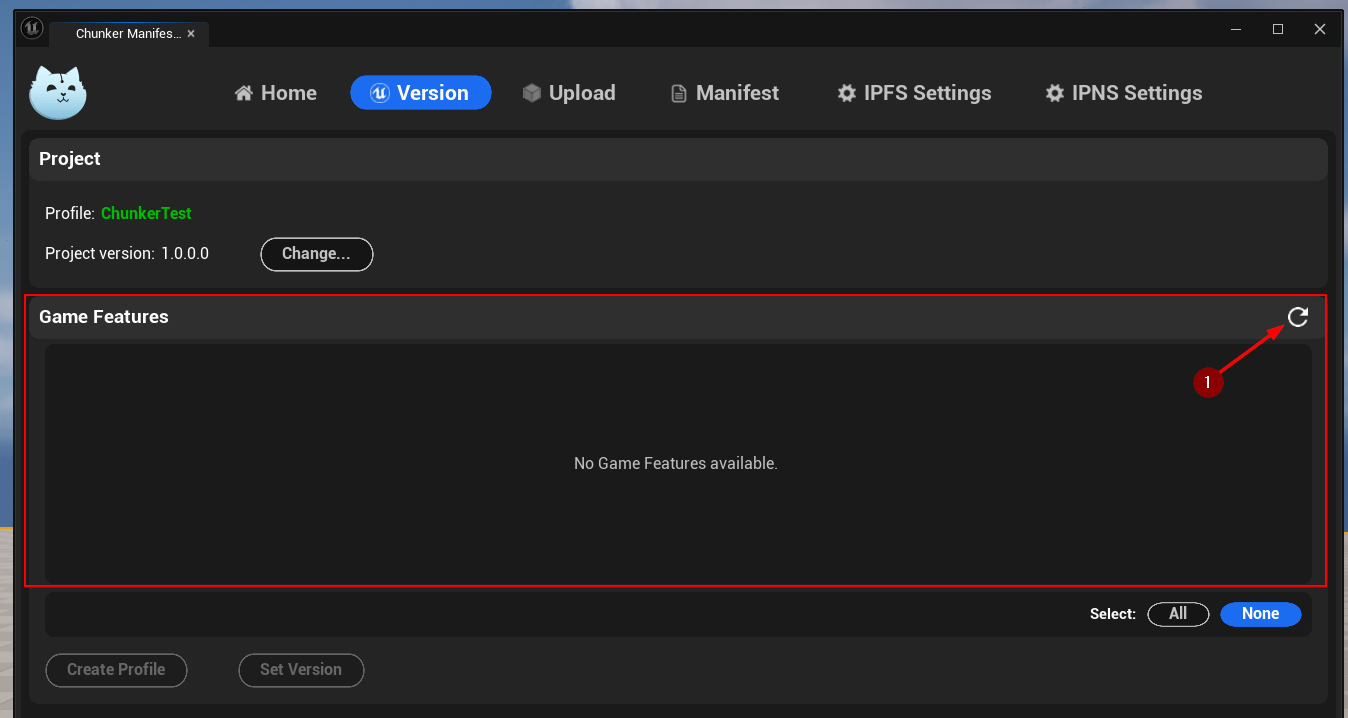 Chunker Manifes... ×
Home Version Upload Manifest IPFS Settings IPNS Settings
Project
Profile: ChunkerTest
Project version: 1.0.0.0 Change...
Game Features
1
No Game Features available.
Select: All None
Create Profile Set Version